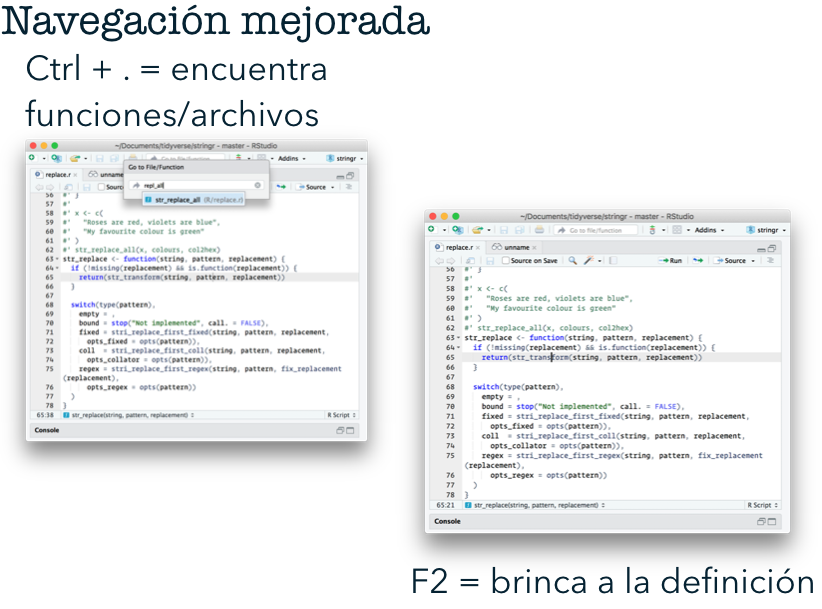 Navegación mejorada
Ctrl + . = encuentra
funciones/archivos
~/Documents/tidyverse/stringr - master - RStudio
Go to File/Function
Addins
stringr
replace.r
unname
repl_all
Source
str_replace_all (R/replace.r)
56 #' )
57 #'
58 #' x <- c(
59 #'   "Roses are red, violets are blue",
60 #'   "My favourite colour is green"
61 #' )
62 #' str_replace_all(x, colours, col2hex)
63 str_replace <- function(string, pattern, replacement) {
64   if (!missing(replacement) && is.function(replacement)) {
65     return(str_transform(string, pattern, replacement))
66   }
67
68   switch(type(pattern),
69     empty = ,
70     bound = stop("Not implemented", call. = FALSE),
71     fixed = stri_replace_first_fixed(string, pattern, replacement,
72       opts_fixed = opts(pattern)),
73     coll  = stri_replace_first_coll(string, pattern, replacement,
74       opts_collator = opts(pattern)),
75     regex = stri_replace_first_regex(string, pattern, fix_replacement
(replacement),
76       opts_regex = opts(pattern))
77   )
78 }
65:38 str_replace(string, pattern, replacement) R Script
Console
~/Documents/tidyverse/stringr - master - RStudio
Go to file/function Addins stringr
replace.r unname
Source on Save Run Source
56 #' )
57 #'
58 #' x <- c(
59 #'   "Roses are red, violets are blue",
60 #'   "My favourite colour is green"
61 #' )
62 #' str_replace_all(x, colours, col2hex)
63 str_replace <- function(string, pattern, replacement) {
64   if (!missing(replacement) && is.function(replacement)) {
65     return(str_transform(string, pattern, replacement))
66   }
67
68   switch(type(pattern),
69     empty = ,
70     bound = stop("Not implemented", call. = FALSE),
71     fixed = stri_replace_first_fixed(string, pattern, replacement,
72       opts_fixed = opts(pattern)),
73     coll  = stri_replace_first_coll(string, pattern, replacement,
74       opts_collator = opts(pattern)),
75     regex = stri_replace_first_regex(string, pattern, fix_replacement
(replacement),
76       opts_regex = opts(pattern))
77   )
78 }
65:21 str_replace(string, pattern, replacement) R Script
Console
F2 = brinca a la definición